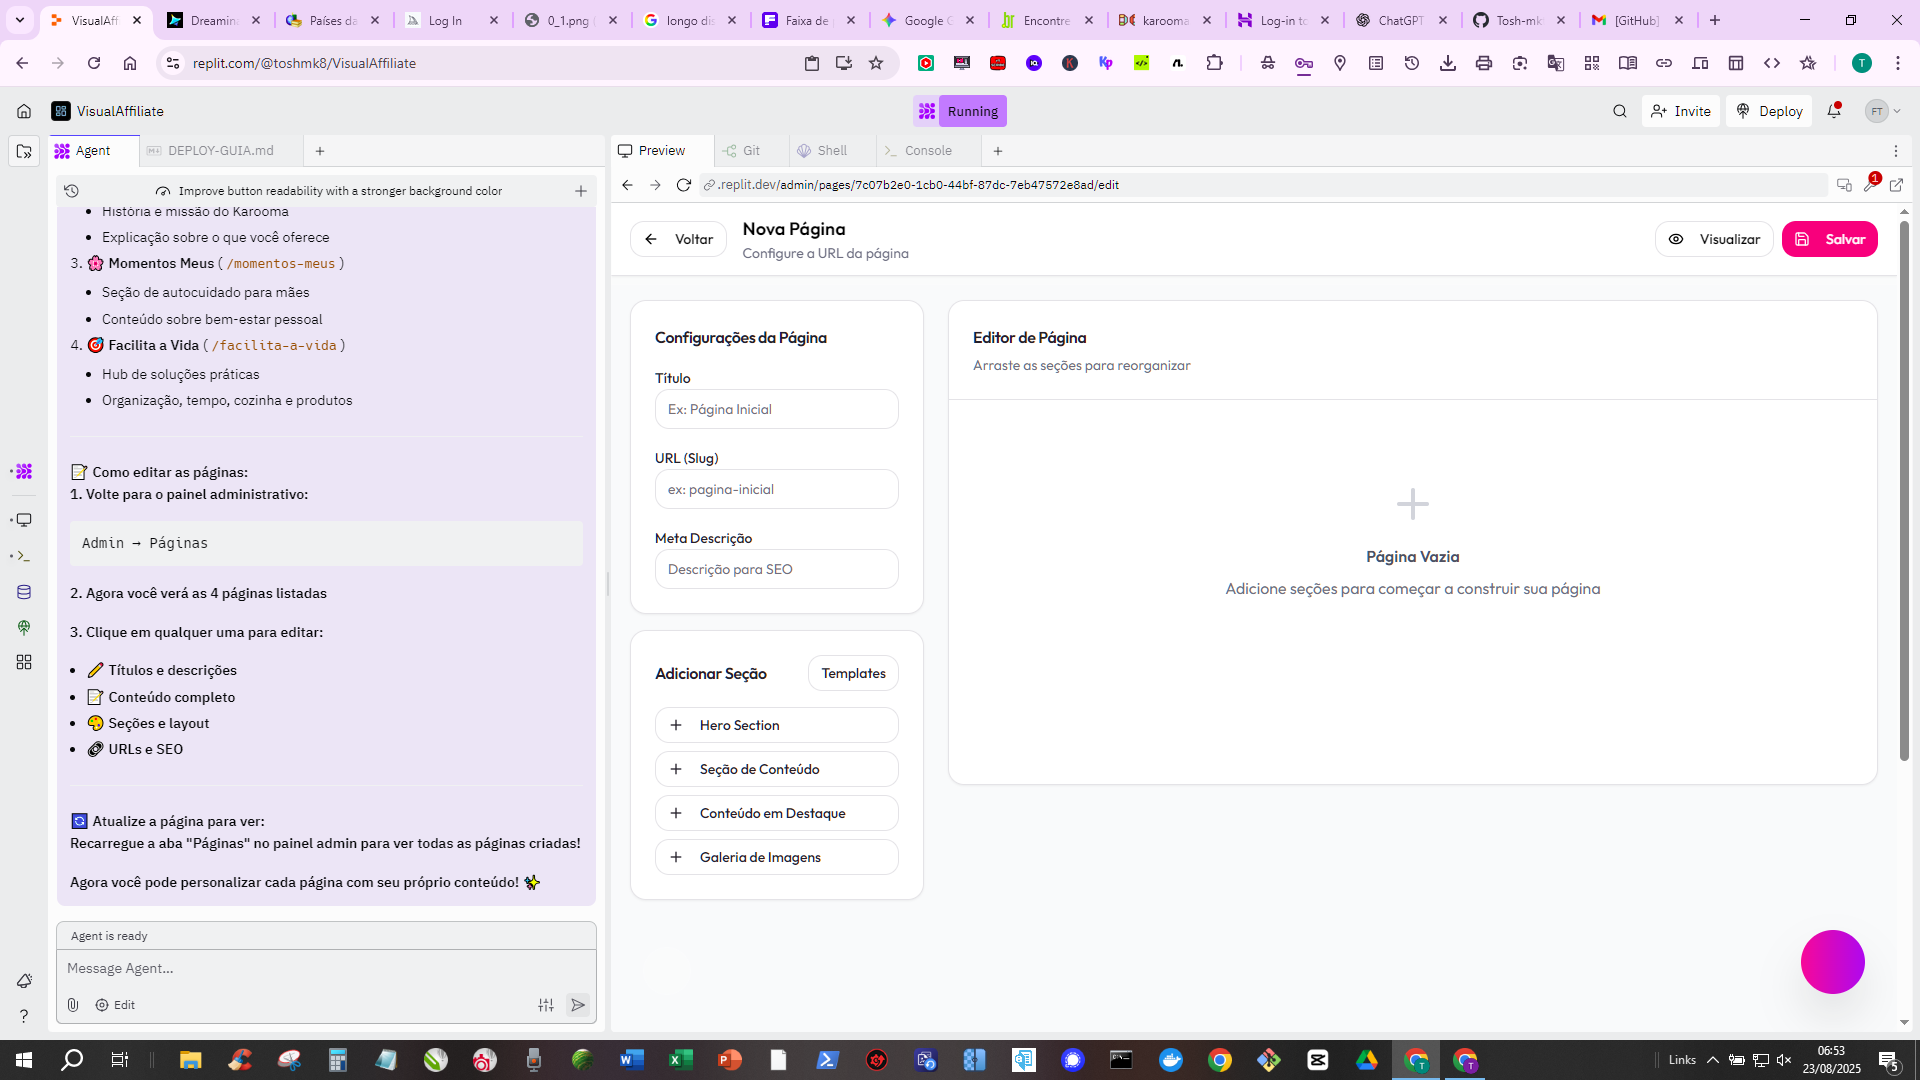 VisualAffilia
Dreamina
Países da
Log In
0_1.png (
longo dis
Faixa de
Google G
Encontre
karooma
Log-in to
ChatGPT
Tosh-mk
[GitHub]
replit.com/@toshmk8/VisualAffiliate
VisualAffiliate
Running
Invite
Deploy
FT
Agent
DEPLOY-GUIA.md
Preview
Git
Shell
Console
Improve button readability with a stronger background color
.replit.dev/admin/pages/7c07b2e0-1cb0-44bf-87dc-7eb47572e8ad/edit
1
História e missão do Karooma
Explicação sobre o que você oferece
3. 🌸 Momentos Meus ( /momentos-meus )
Seção de autocuidado para mães
Conteúdo sobre bem-estar pessoal
4. 🎯 Facilita a Vida ( /facilita-a-vida )
Hub de soluções práticas
Organização, tempo, cozinha e produtos
📝 Como editar as páginas:
1. Volte para o painel administrativo:
Admin → Páginas
2. Agora você verá as 4 páginas listadas
3. Clique em qualquer uma para editar:
✏️ Títulos e descrições
📝 Conteúdo completo
🎨 Seções e layout
🔗 URLs e SEO
🔄 Atualize a página para ver:
Recarregue a aba "Páginas" no painel admin para ver todas as páginas criadas!
Agora você pode personalizar cada página com seu próprio conteúdo! ✨
Agent is ready
Message Agent...
Edit
Voltar
Nova Página
Configure a URL da página
Visualizar
Salvar
Configurações da Página
Título
Ex: Página Inicial
URL (Slug)
ex: pagina-inicial
Meta Descrição
Descrição para SEO
Adicionar Seção
Templates
Hero Section
Seção de Conteúdo
Conteúdo em Destaque
Galeria de Imagens
Editor de Página
Arraste as seções para reorganizar
Página Vazia
Adicione seções para começar a construir sua página
Links
06:53
23/08/2025
5